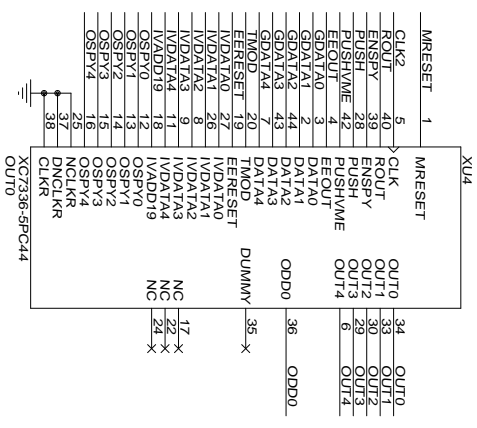 XU4
MRESET 1 MRESET
CLK2 5 CLK OUT0 34 OUT0
ROUT 40 ROUT OUT1 33 OUT1
ENSPY 39 ENSPY OUT2 30 OUT2
PUSH 28 PUSH OUT3 29 OUT3
PUSHVME 42 PUSHVME OUT4 6 OUT4
EEOUT 4 EEOUT
GDATA0 3 DATA0
GDATA1 2 DATA1
GDATA2 44 DATA2 ODD0 36 ODD0
GDATA3 43 DATA3
GDATA4 7 DATA4
TMOD 20 TMOD DUMMY 35
EERESET 19 EERESET
IVDATA0 27 IVDATA0
IVDATA1 26 IVDATA1
IVDATA2 8 IVDATA2
IVDATA3 9 IVDATA3 NC 17
IVDATA4 11 IVDATA4 NC 22
IVADD19 18 IVADD19 NC 24
OSPY0 12 OSPY0
OSPY1 13 OSPY1
OSPY2 14 OSPY2
OSPY3 15 OSPY3
OSPY4 16 OSPY4
25 NCLKR
37 DNCLKR
38 CLKR
XC7336-5PC44
OUT0